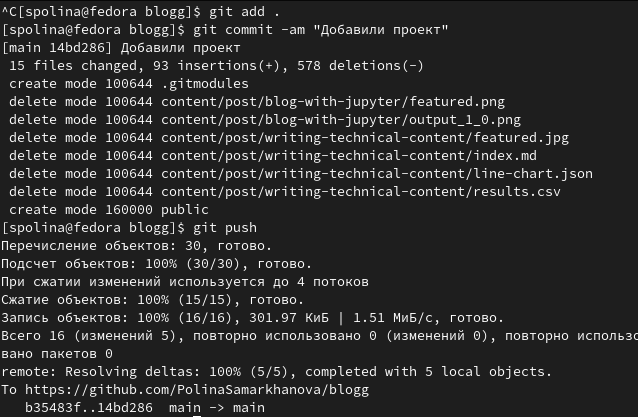 ^C[spolina@fedora blogg]$ git add .
[spolina@fedora blogg]$ git commit -am "Добавили проект"
[main 14bd286] Добавили проект
 15 files changed, 93 insertions(+), 578 deletions(-)
 create mode 100644 .gitmodules
 delete mode 100644 content/post/blog-with-jupyter/featured.png
 delete mode 100644 content/post/blog-with-jupyter/output_1_0.png
 delete mode 100644 content/post/writing-technical-content/featured.jpg
 delete mode 100644 content/post/writing-technical-content/index.md
 delete mode 100644 content/post/writing-technical-content/line-chart.json
 delete mode 100644 content/post/writing-technical-content/results.csv
 create mode 160000 public
[spolina@fedora blogg]$ git push
Перечисление объектов: 30, готово.
Подсчет объектов: 100% (30/30), готово.
При сжатии изменений используется до 4 потоков
Сжатие объектов: 100% (15/15), готово.
Запись объектов: 100% (16/16), 301.97 КиБ | 1.51 МиБ/с, готово.
Всего 16 (изменений 5), повторно использовано 0 (изменений 0), повторно использо
вано пакетов 0
remote: Resolving deltas: 100% (5/5), completed with 5 local objects.
To https://github.com/PolinaSamarkhanova/blogg
   b35483f..14bd286  main -> main